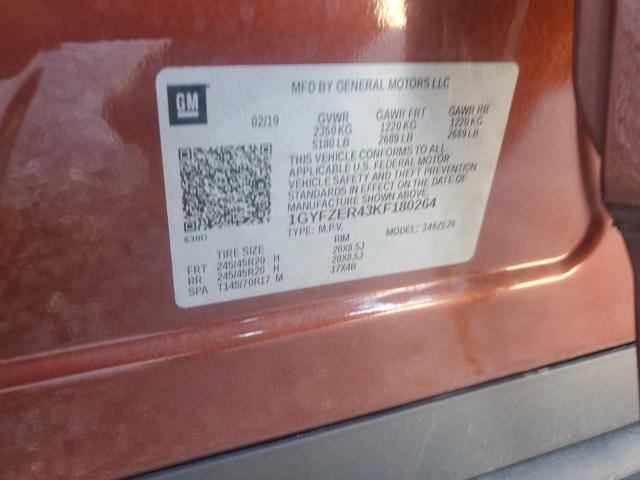 GM
MFD BY GENERAL MOTORS LLC
02/19 GVWR GAWR FRT GAWR RR
2350 KG 1220 KG 1220 KG
5180 LB 2689 LB 2689 LB
THIS VEHICLE CONFORMS TO ALL
APPLICABLE U.S. FEDERAL MOTOR
VEHICLE SAFETY AND THEFT PREVENTION
STANDARDS IN EFFECT ON THE DATE OF
MANUFACTURE SHOWN ABOVE.
1GYFZER43KF180264
TYPE: M.P.V. MODEL: 346ZE26
638D
TIRE SIZE RIM
FRT 245/45R20 H 20X8.5J
RR 245/45R20 H 20X8.5J
SPA T145/70R17 M 17X4B